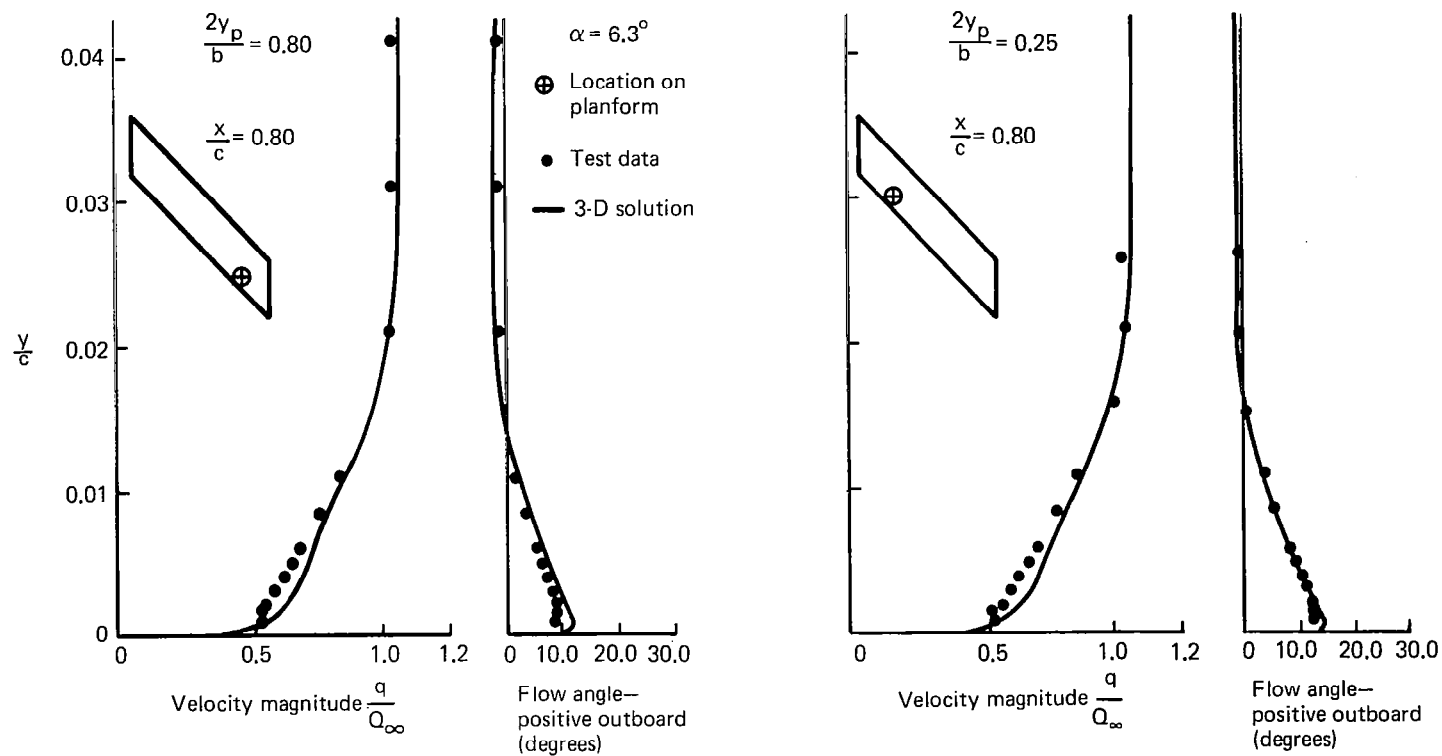 2yp/b = 0.80
x/c = 0.80
α = 6.3°
⊕ Location on
planform
● Test data
— 3-D solution
y/c
0.04
0.03
0.02
0.01
0
0 0.5 1.0 1.2
Velocity magnitude q/Q∞
0 10.0 20.0 30.0
Flow angle—
positive outboard
(degrees)
2yp/b = 0.25
x/c = 0.80
0 0.5 1.0 1.2
Velocity magnitude q/Q∞
0 10.0 20.0 30.0
Flow angle—
positive outboard
(degrees)